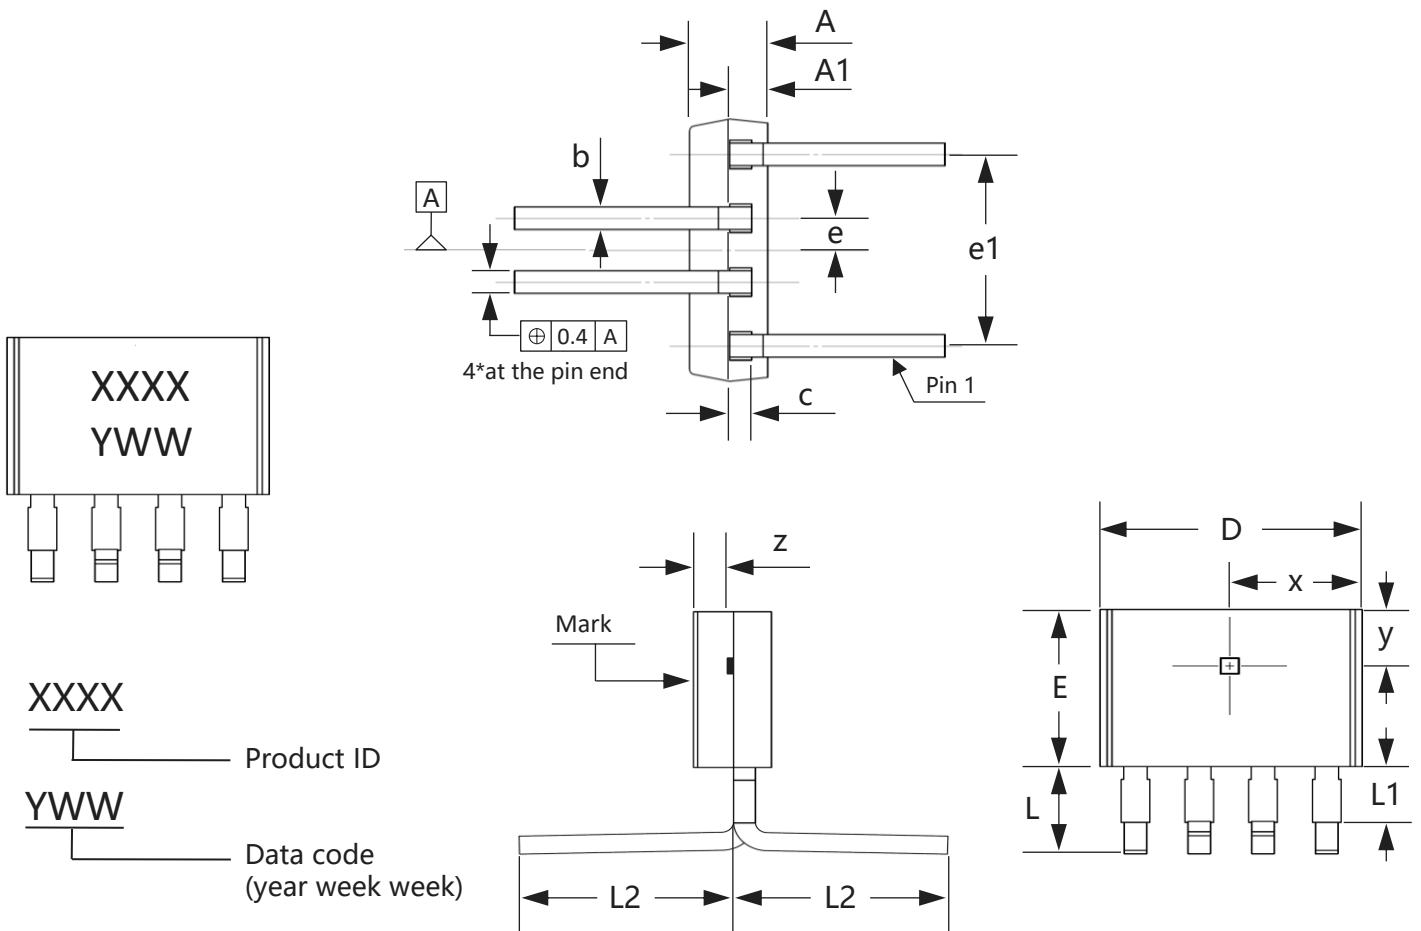 A
A1
b
A
e
e1
⊕ 0.4 A
4*at the pin end
Pin 1
c
XXXX
YWW
z
Mark
D
x
y
E
L
L1
L2
L2
XXXX
Product ID
YWW
Data code
(year week week)